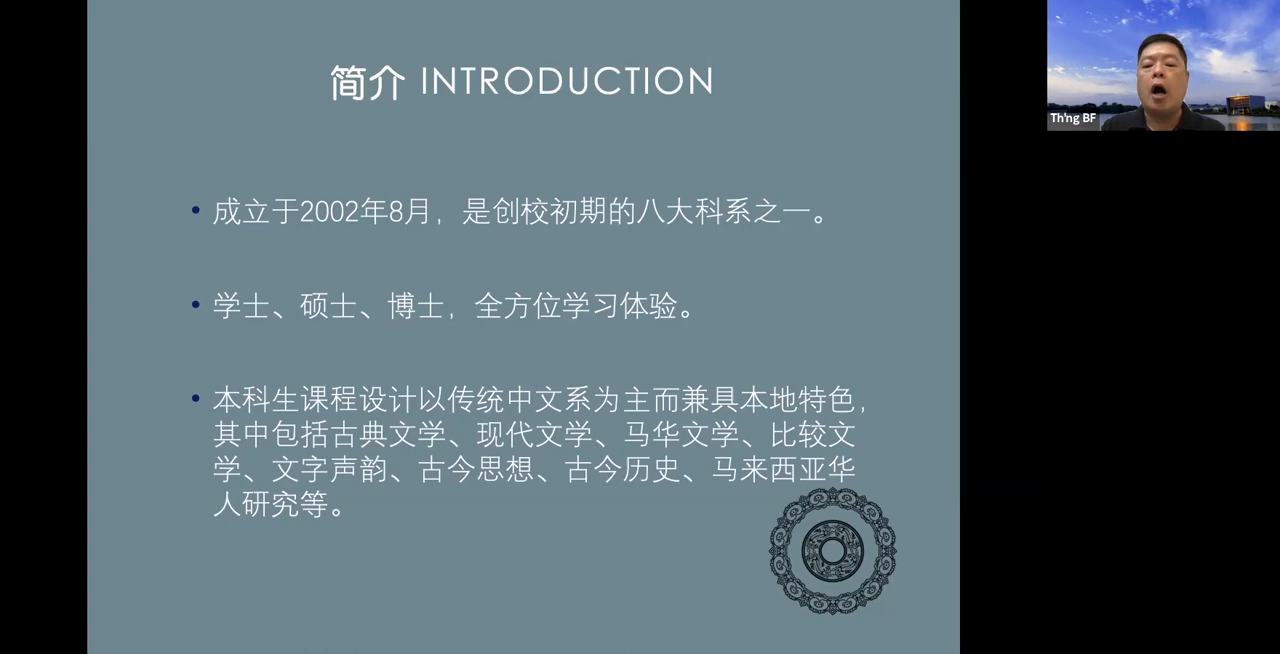 简介 INTRODUCTION
• 成立于2002年8月，是创校初期的八大科系之一。
• 学士、硕士、博士，全方位学习体验。
• 本科生课程设计以传统中文系为主而兼具本地特色，
其中包括古典文学、现代文学、马华文学、比较文
学、文字声韵、古今思想、古今历史、马来西亚华
人研究等。
Th'ng BF